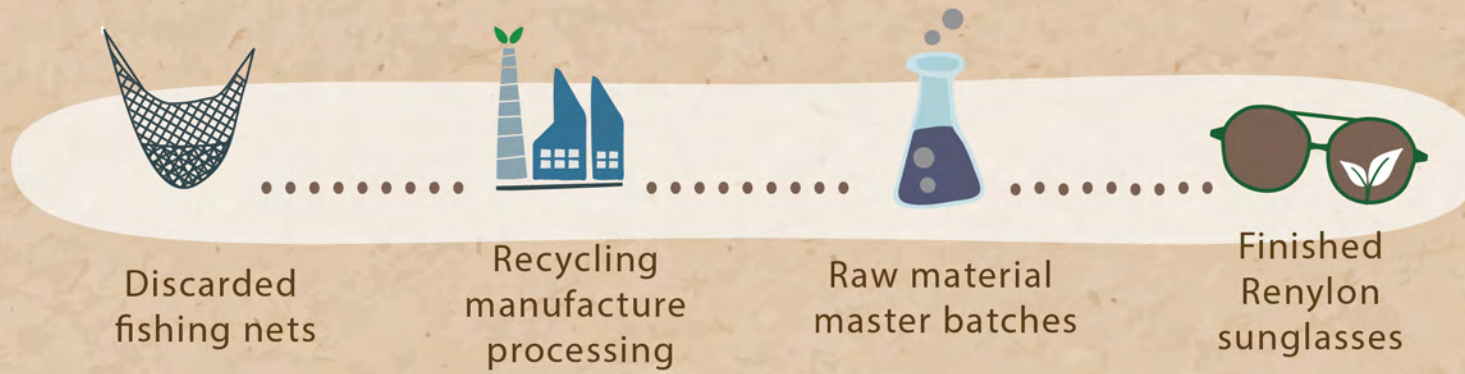 Discarded
fishing nets
Recycling
manufacture
processing
Raw material
master batches
Finished
Renylon
sunglasses